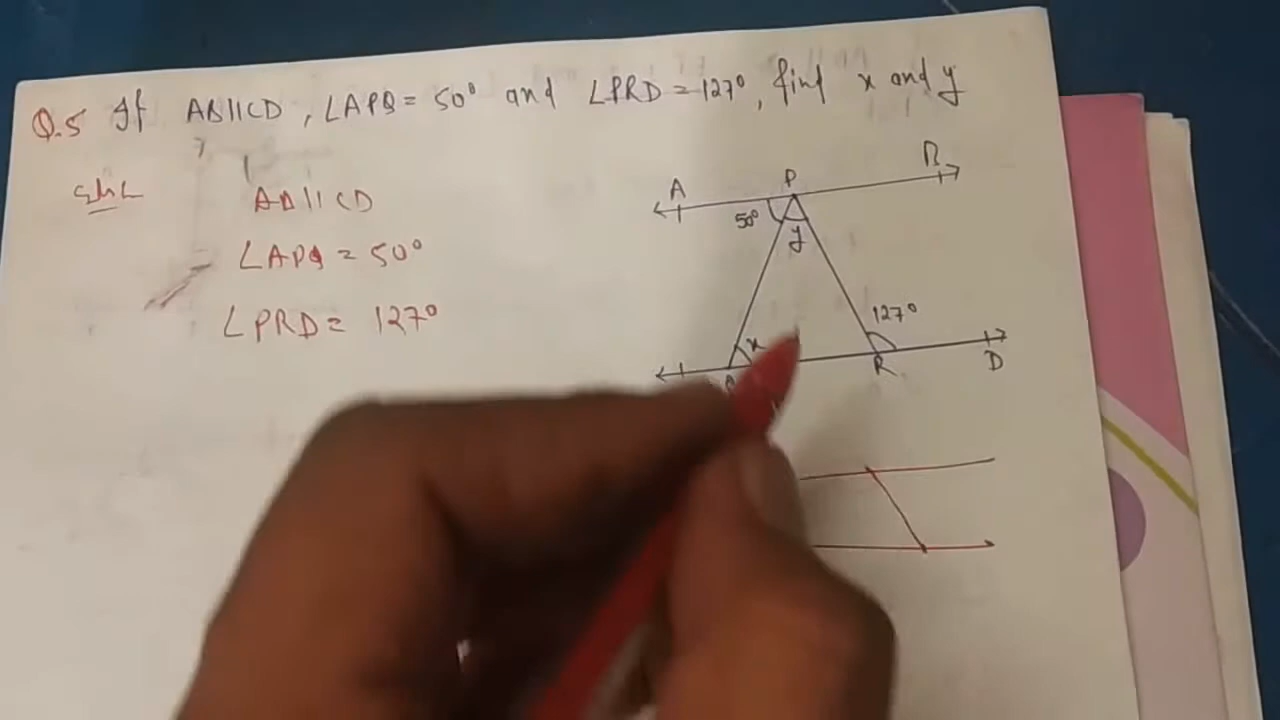 Q.5 If AB||CD, ∠APQ = 50° and ∠PRD = 127°, find x and y
AB||CD
∠APQ = 50°
∠PRD = 127°
A P B
50° y
127°
x
R D